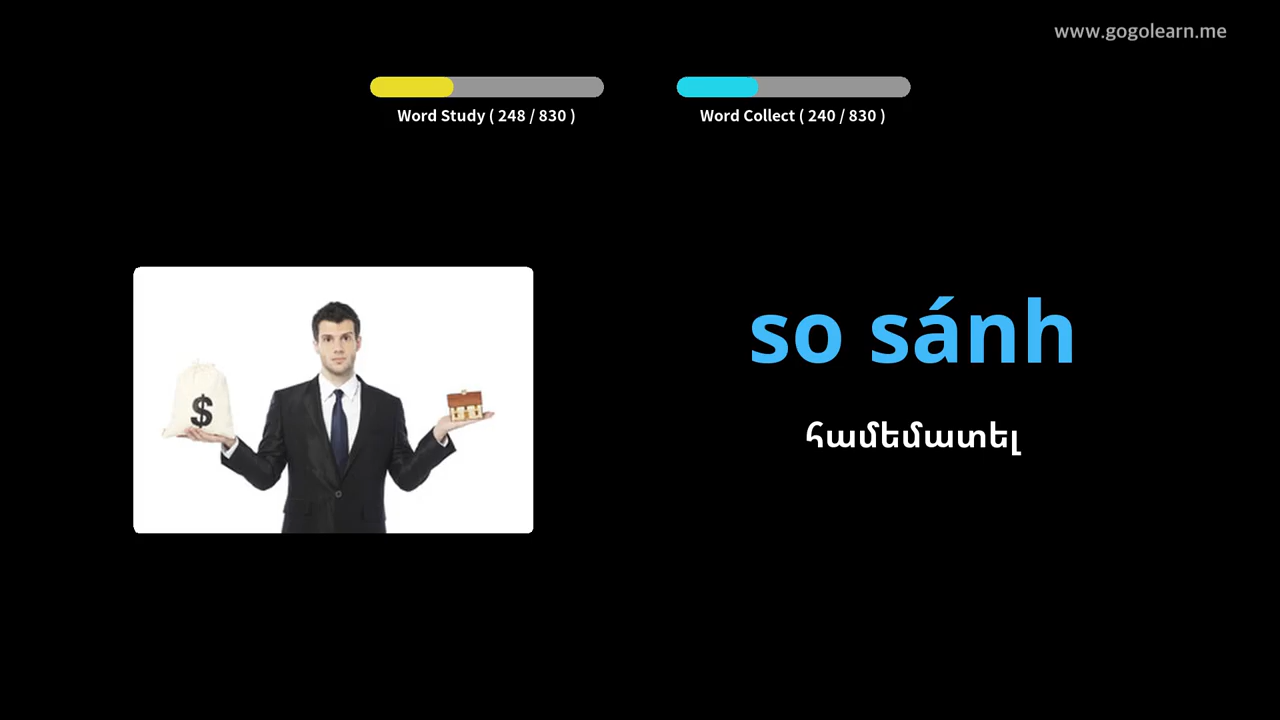 www.gogolearn.me
Word Study ( 248 / 830 )
Word Collect ( 240 / 830 )
$
so sánh
համեմատել